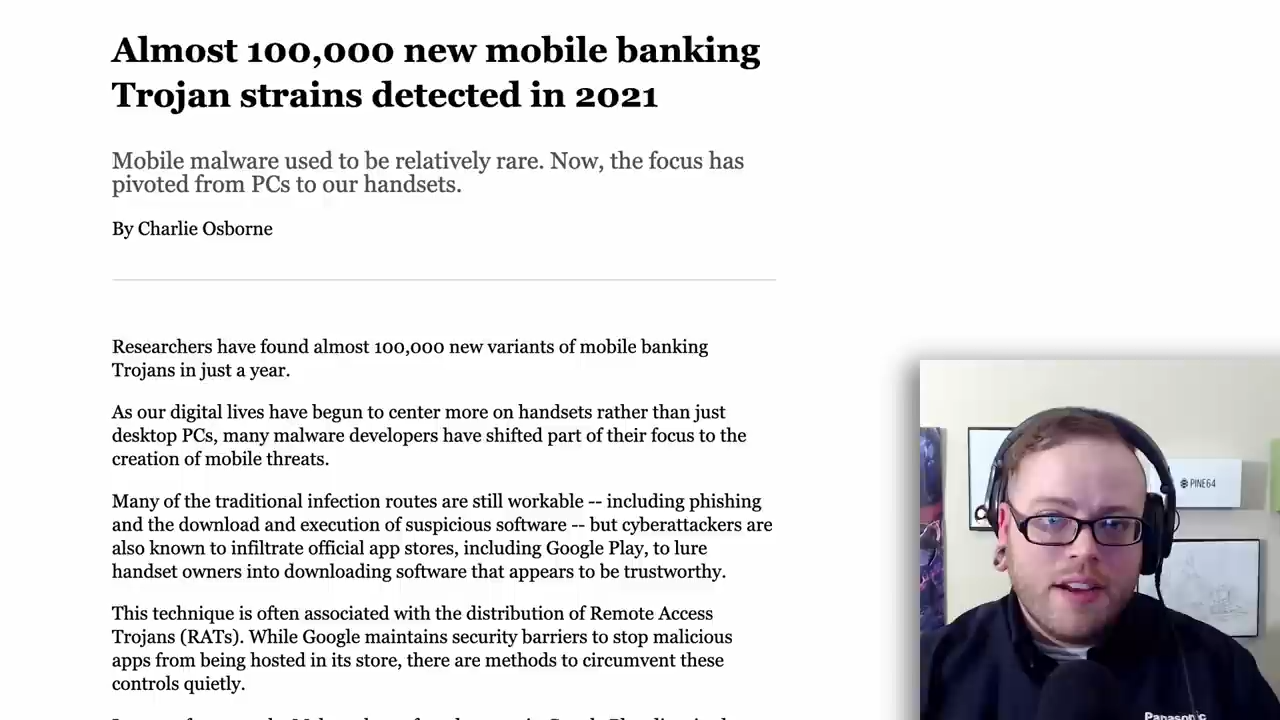 Almost 100,000 new mobile banking
Trojan strains detected in 2021
Mobile malware used to be relatively rare. Now, the focus has
pivoted from PCs to our handsets.
By Charlie Osborne
Researchers have found almost 100,000 new variants of mobile banking
Trojans in just a year.
As our digital lives have begun to center more on handsets rather than just
desktop PCs, many malware developers have shifted part of their focus to the
creation of mobile threats.
Many of the traditional infection routes are still workable -- including phishing
and the download and execution of suspicious software -- but cyberattackers are
also known to infiltrate official app stores, including Google Play, to lure
handset owners into downloading software that appears to be trustworthy.
This technique is often associated with the distribution of Remote Access
Trojans (RATs). While Google maintains security barriers to stop malicious
apps from being hosted in its store, there are methods to circumvent these
controls quietly.
PINE64
Panasonic